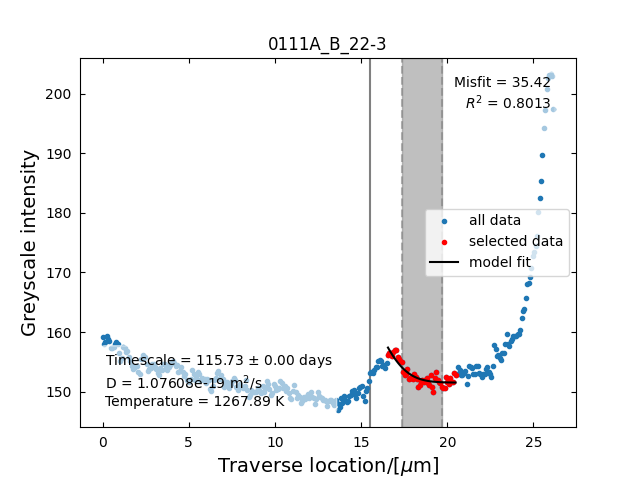 0111A_B_22-3
Misfit = 35.42
R² = 0.8013
all data
selected data
model fit
Timescale = 115.73 ± 0.00 days
D = 1.07608e-19 m²/s
Temperature = 1267.89 K
Greyscale intensity
200
190
180
170
160
150
0 5 10 15 20 25
Traverse location/[μm]